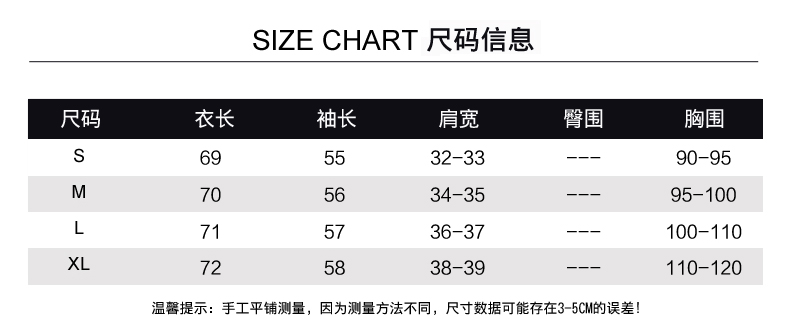 SIZE CHART 尺码信息
尺码 衣长 袖长 肩宽 臀围 胸围
S 69 55 32-33 --- 90-95
M 70 56 34-35 --- 95-100
L 71 57 36-37 --- 100-110
XL 72 58 38-39 --- 110-120
温馨提示：手工平铺测量，因为测量方法不同，尺寸数据可能存在3-5CM的误差!